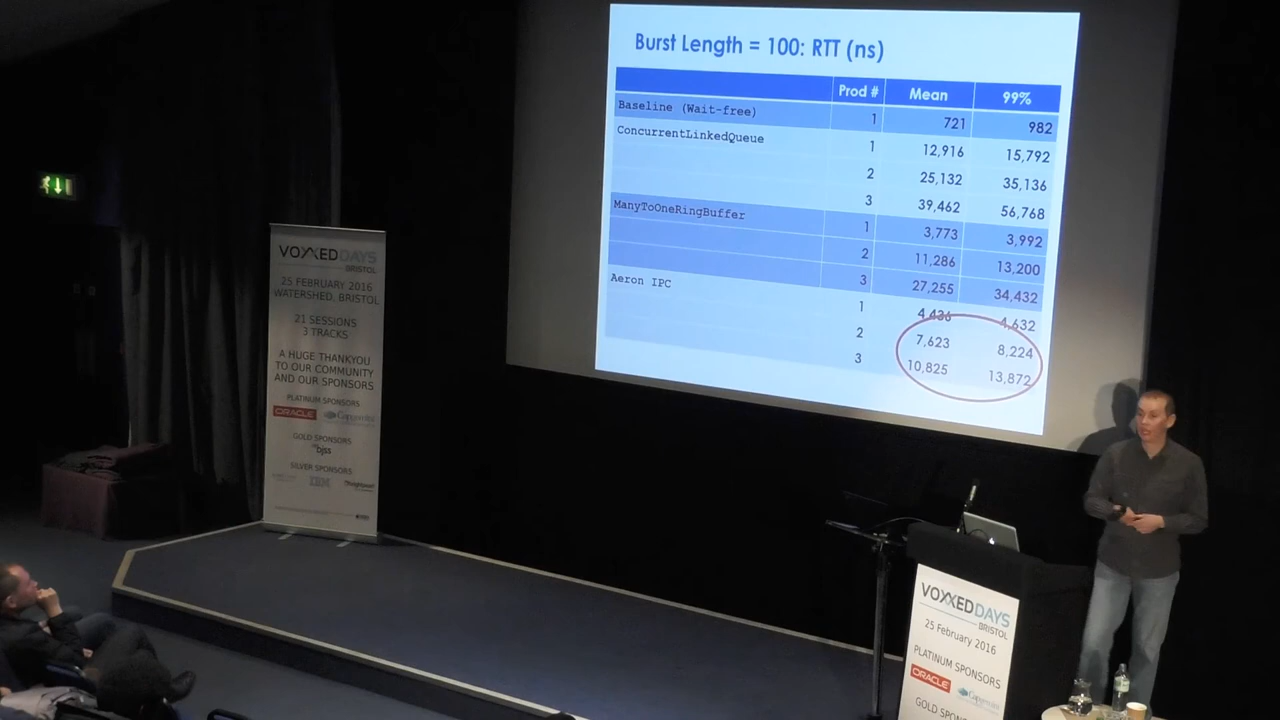 Burst Length = 100: RTT (ns)
Prod # Mean 99%
Baseline (Wait-free) 1 721 982
ConcurrentLinkedQueue 1 12,916 15,792
2 25,132 35,136
3 39,462 56,768
ManyToOneRingBuffer 1 3,773 3,992
2 11,286 13,200
3 27,255 34,432
Aeron IPC 1 4,436 4,632
2 7,623 8,224
3 10,825 13,872
VOXXEDDAYS
BRISTOL
25 FEBRUARY 2016
WATERSHED, BRISTOL
21 SESSIONS
3 TRACKS
A HUGE THANKYOU
TO OUR COMMUNITY
AND OUR SPONSORS
PLATINUM SPONSORS
ORACLE Capgemini
GOLD SPONSORS
bjss
SILVER SPONSORS
IBM
VOXXEDDAYS
BRISTOL
25 February 2016
PLATINUM SPONSORS
ORACLE Capgemini